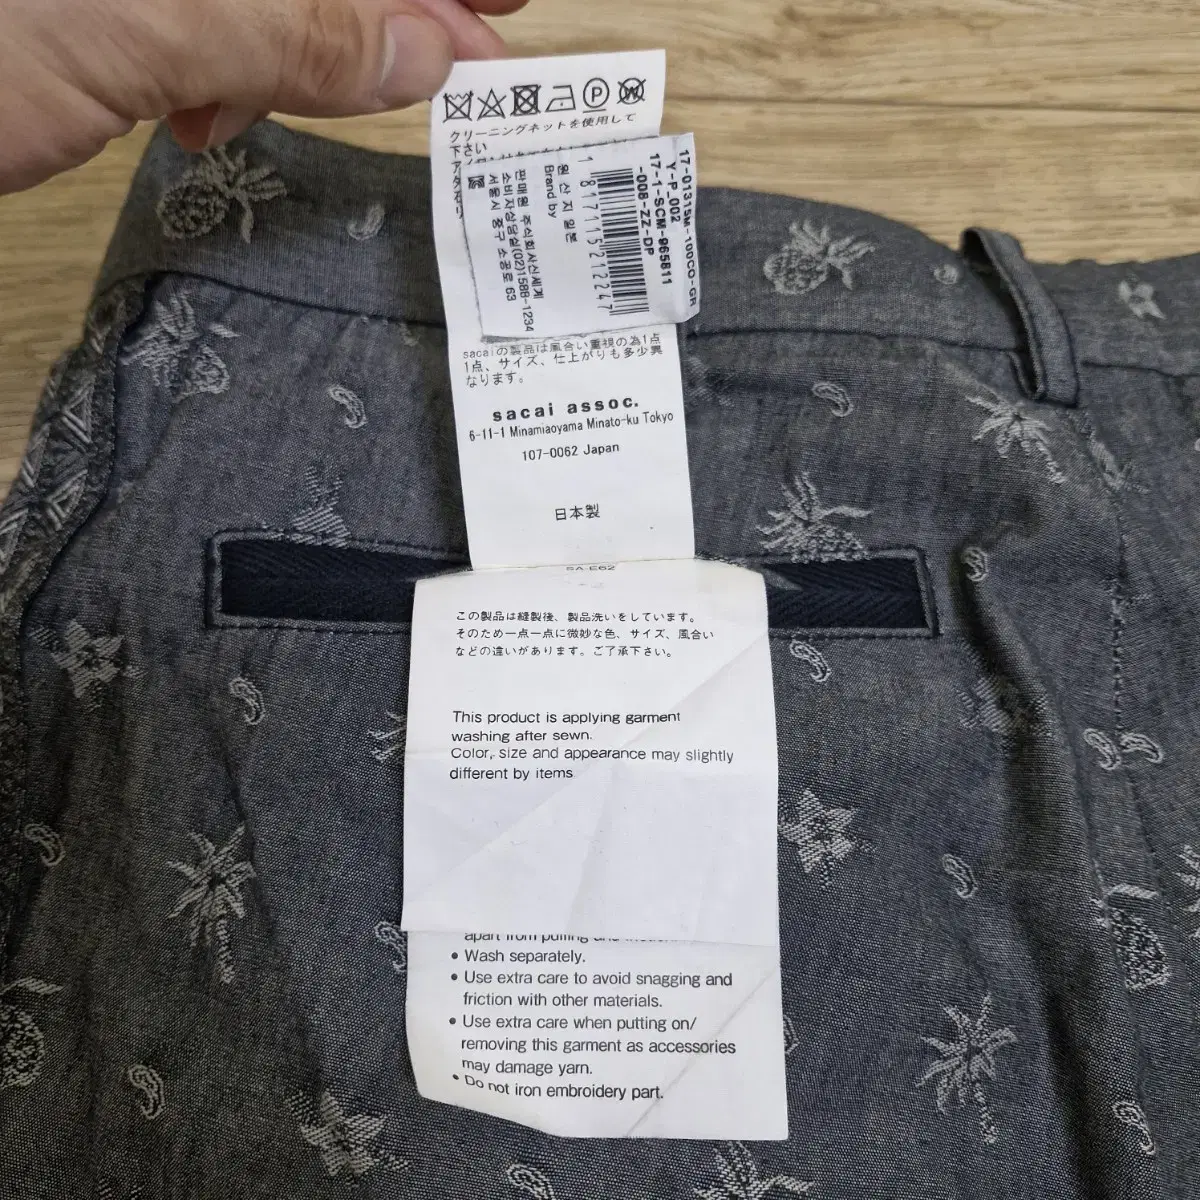 クリーニングネットを使用して
下さい
17-01315M-100CO-GR
Y-P_002
17-1-SCM-965811
-008-ZZ-DP
1 817115 212247
원 산 지 일본
Brand by
판매원 주식회사신세계
소비자상담실(02)1588-1234
서울시 중구 소공로 63
sacaiの製品は風合い重視の為1点
1点、サイズ、仕上がりも多少異
なります。
sacai assoc.
6-11-1 Minamiaoyama Minato-ku Tokyo
107-0062 Japan
日本製
SA-E62
この製品は縫製後、製品洗いをしています。
そのため一点一点に微妙な色、サイズ、風合い
などの違いがあります。ご了承下さい。
This product is applying garment
washing after sewn.
Color, size and appearance may slightly
different by items
apart from pulling and
• Wash separately.
• Use extra care to avoid snagging and
friction with other materials.
• Use extra care when putting on/
removing this garment as accessories
may damage yarn.
• Do not iron embroidery part.